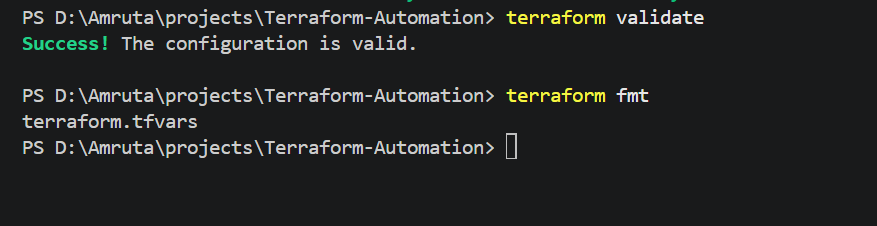 PS D:\Amruta\projects\Terraform-Automation> terraform validate
Success! The configuration is valid.
PS D:\Amruta\projects\Terraform-Automation> terraform fmt
terraform.tfvars
PS D:\Amruta\projects\Terraform-Automation>